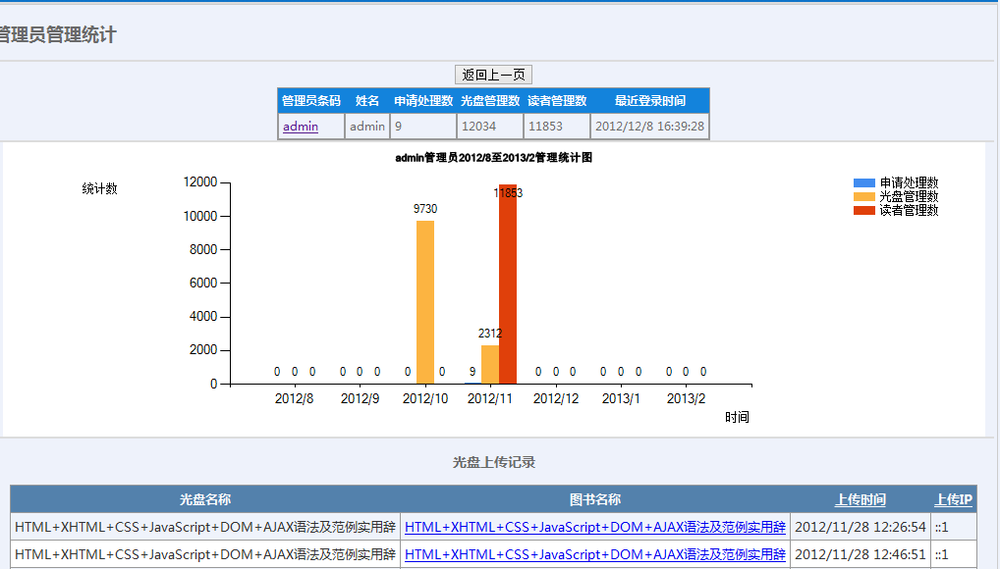 管理员管理统计
返回上一页
管理员条码 姓名 申请处理数 光盘管理数 读者管理数 最近登录时间
admin admin 9 12034 11853 2012/12/8 16:39:28
admin管理员2012/8至2013/2管理统计图
统计数
12000
10000
8000
6000
4000
2000
0
申请处理数
光盘管理数
读者管理数
0 0 0 0 0 0 0 9730 0 9 2312 11853 0 0 0 0 0 0 0 0 0
2012/8 2012/9 2012/10 2012/11 2012/12 2013/1 2013/2
时间
光盘上传记录
光盘名称 图书名称 上传时间 上传IP
HTML+XHTML+CSS+JavaScript+DOM+AJAX语法及范例实用辞 HTML+XHTML+CSS+JavaScript+DOM+AJAX语法及范例实用辞 2012/11/28 12:26:54 ::1
HTML+XHTML+CSS+JavaScript+DOM+AJAX语法及范例实用辞 HTML+XHTML+CSS+JavaScript+DOM+AJAX语法及范例实用辞 2012/11/28 12:46:51 ::1